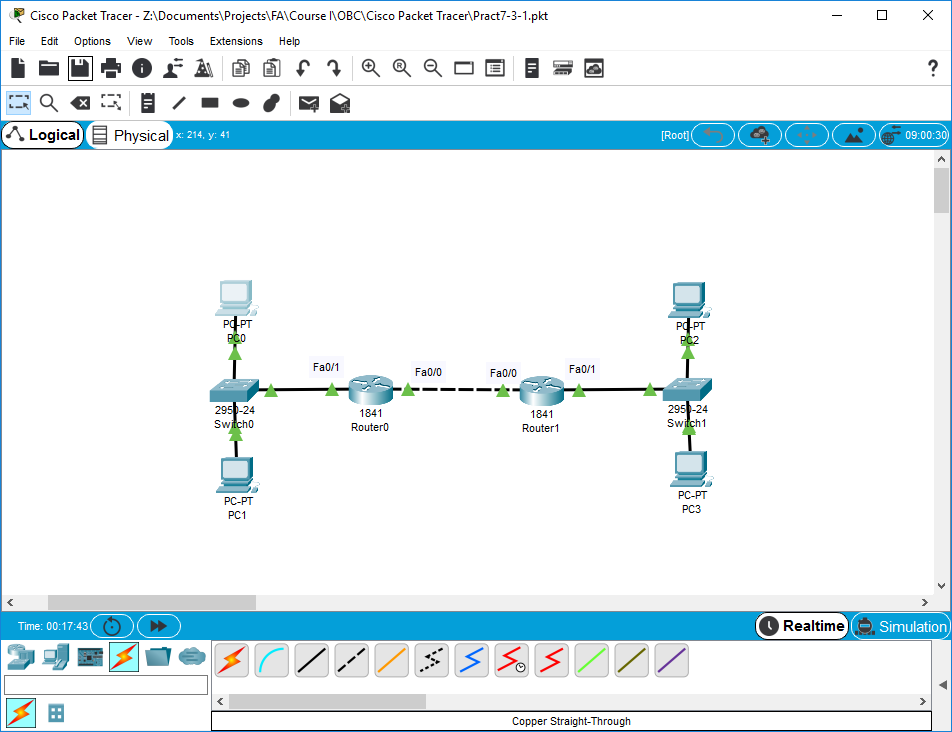 Cisco Packet Tracer - Z:\Documents\Projects\FA\Course I\OBC\Cisco Packet Tracer\Pract7-3-1.pkt
File Edit Options View Tools Extensions Help
Logical Physical x: 214, y: 41 [Root] 09:00:30
PC-PT
PC0
PC-PT
PC2
Fa0/1
Fa0/0
Fa0/0
Fa0/1
2950-24
Switch0
1841
Router0
1841
Router1
2950-24
Switch1
PC-PT
PC1
PC-PT
PC3
Time: 00:17:43 Realtime Simulation
Copper Straight-Through